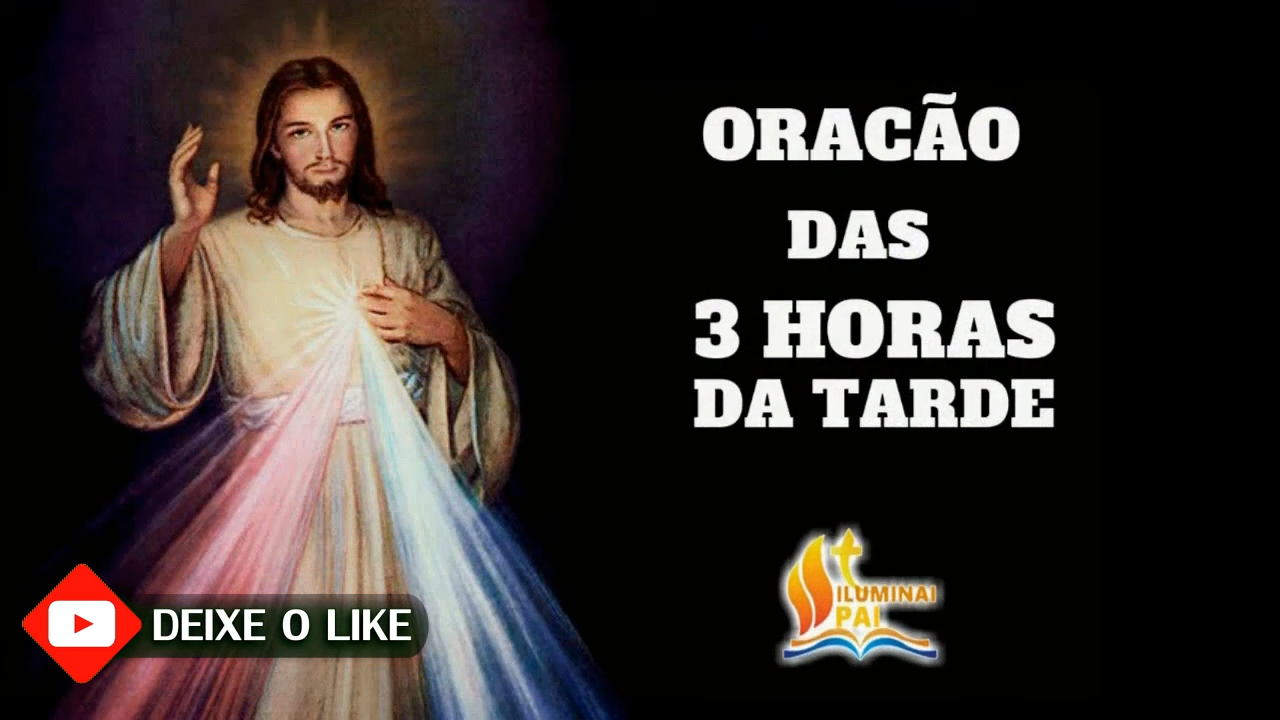 ORACÃO
DAS
3 HORAS
DA TARDE
ILUMINAI
PAI
DEIXE O LIKE